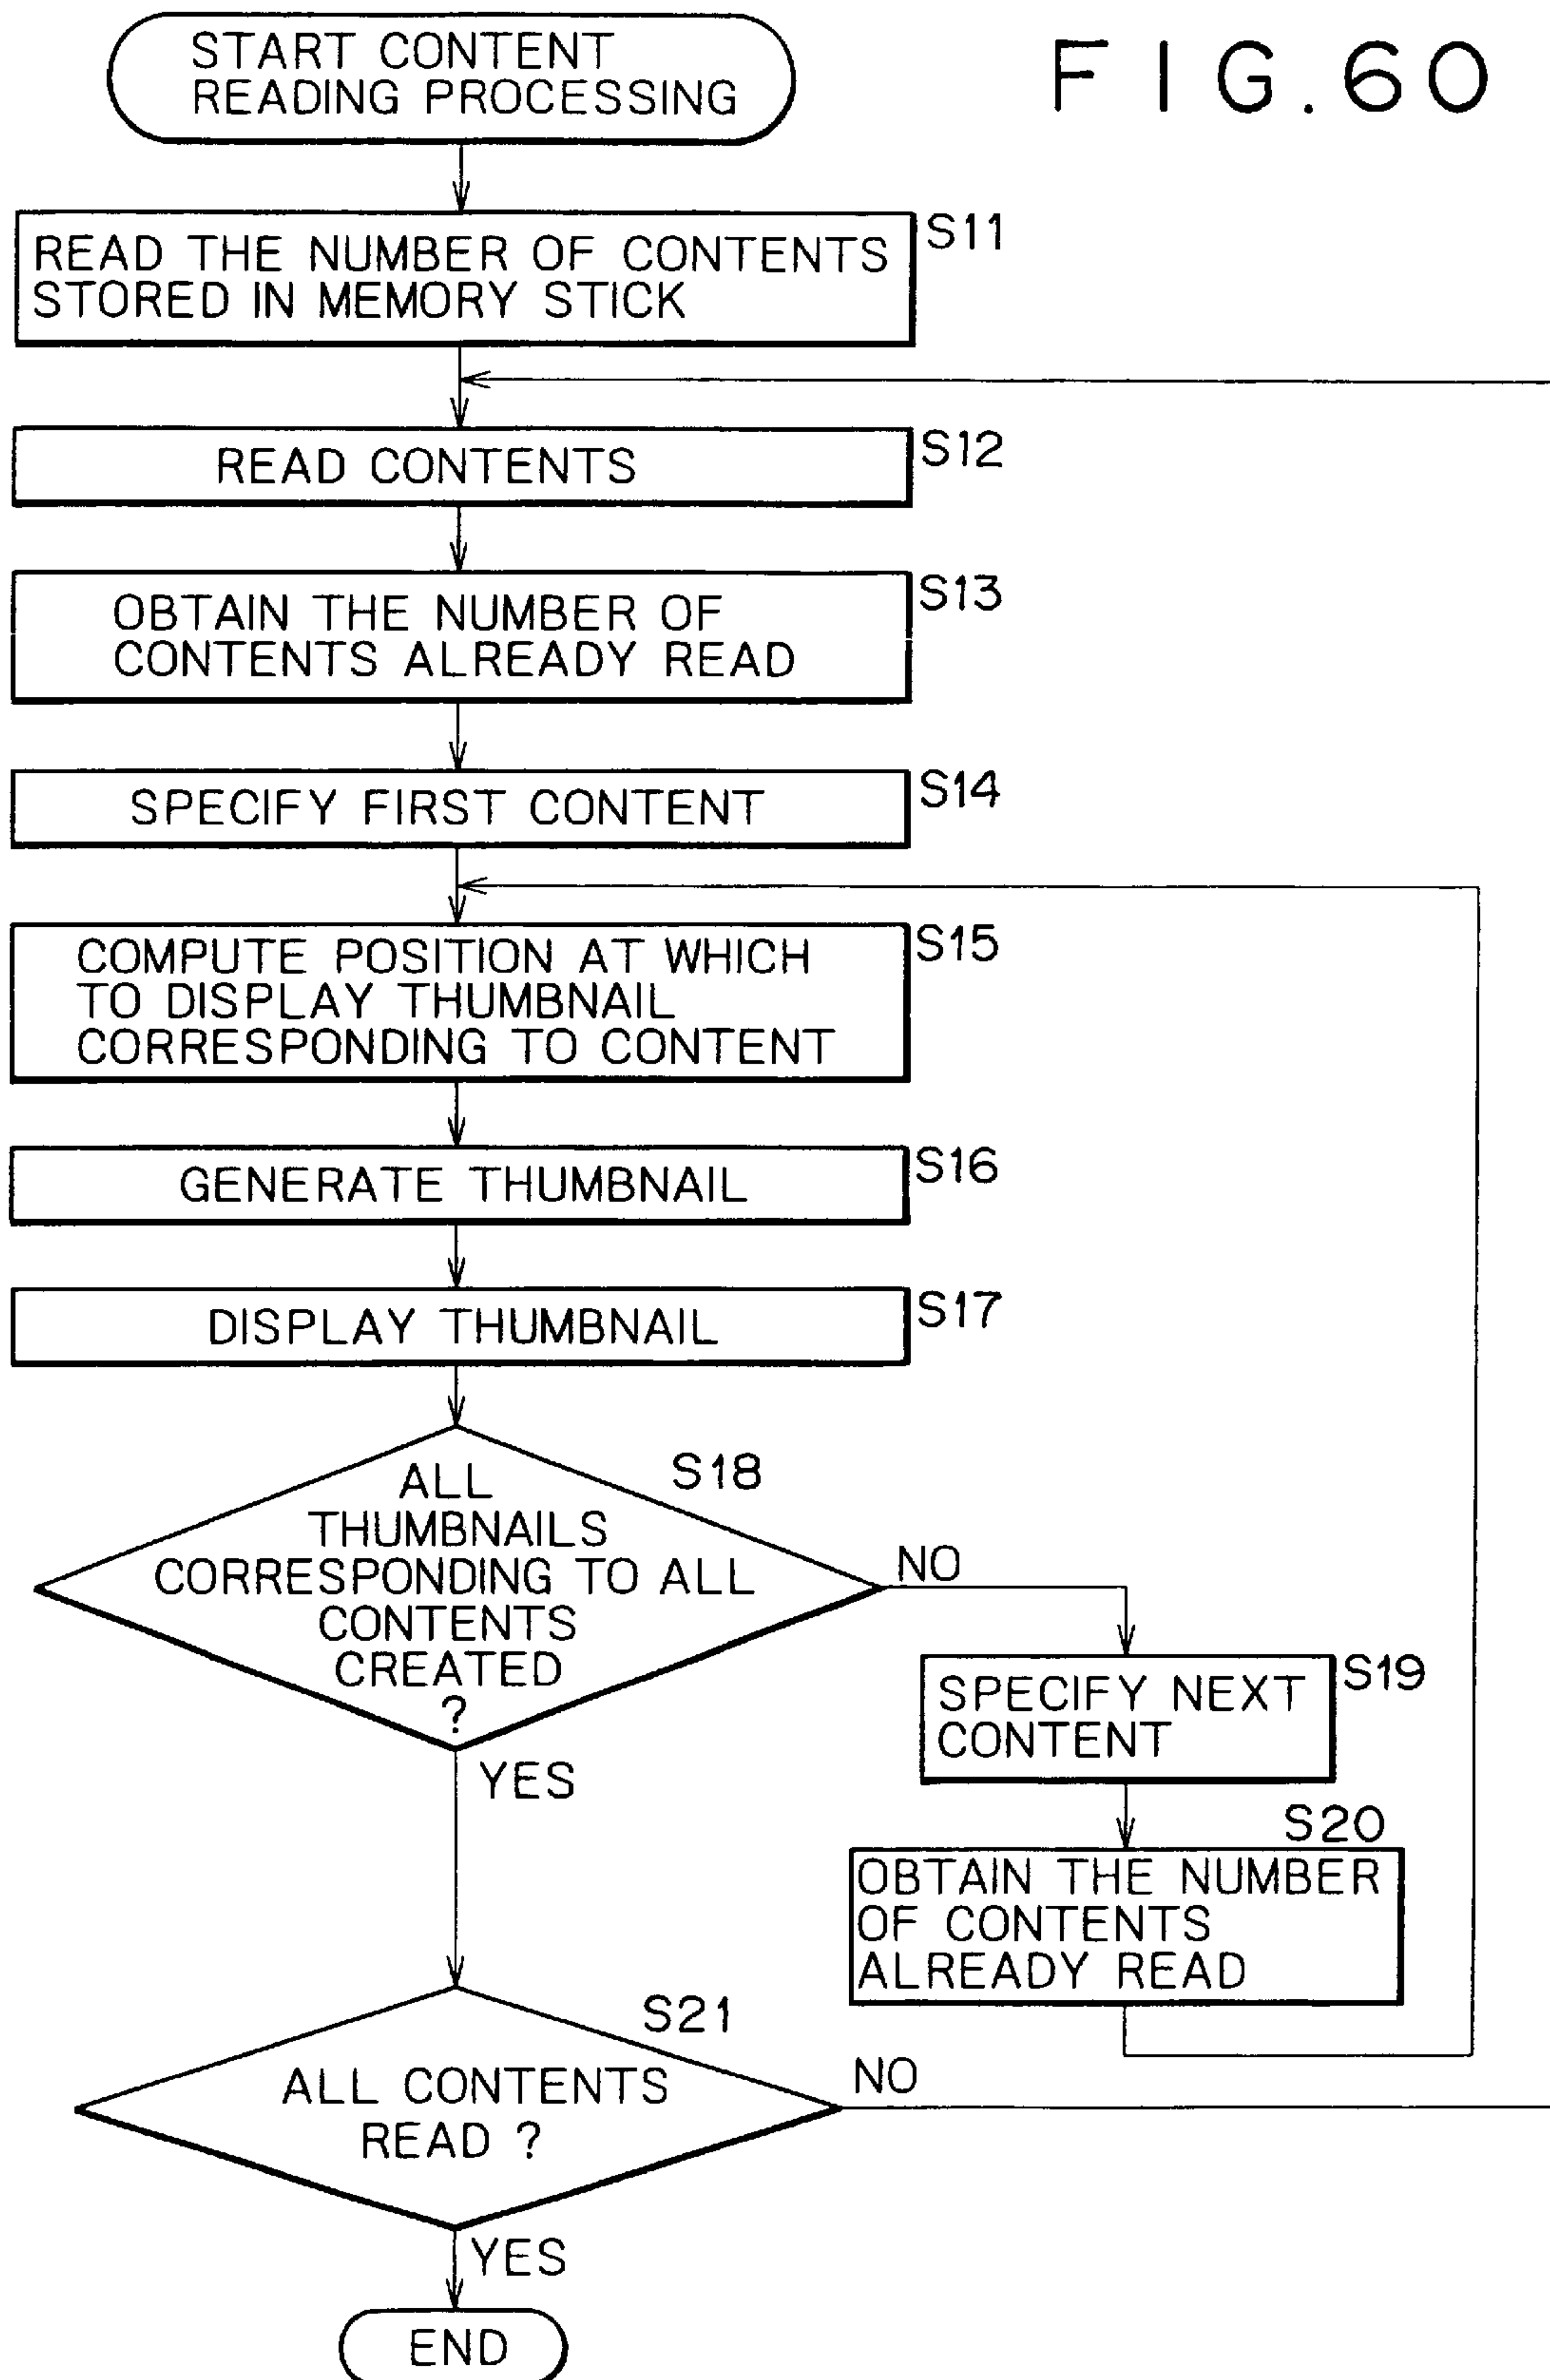 FIG.60
START CONTENT
READING PROCESSING
S11
READ THE NUMBER OF CONTENTS
STORED IN MEMORY STICK
S12
READ CONTENTS
S13
OBTAIN THE NUMBER OF
CONTENTS ALREADY READ
S14
SPECIFY FIRST CONTENT
S15
COMPUTE POSITION AT WHICH
TO DISPLAY THUMBNAIL
CORRESPONDING TO CONTENT
S16
GENERATE THUMBNAIL
S17
DISPLAY THUMBNAIL
S18
ALL
THUMBNAILS
CORRESPONDING TO ALL
CONTENTS
CREATED
?
NO
YES
S19
SPECIFY NEXT
CONTENT
S20
OBTAIN THE NUMBER
OF CONTENTS
ALREADY READ
S21
ALL CONTENTS
READ ?
NO
YES
END